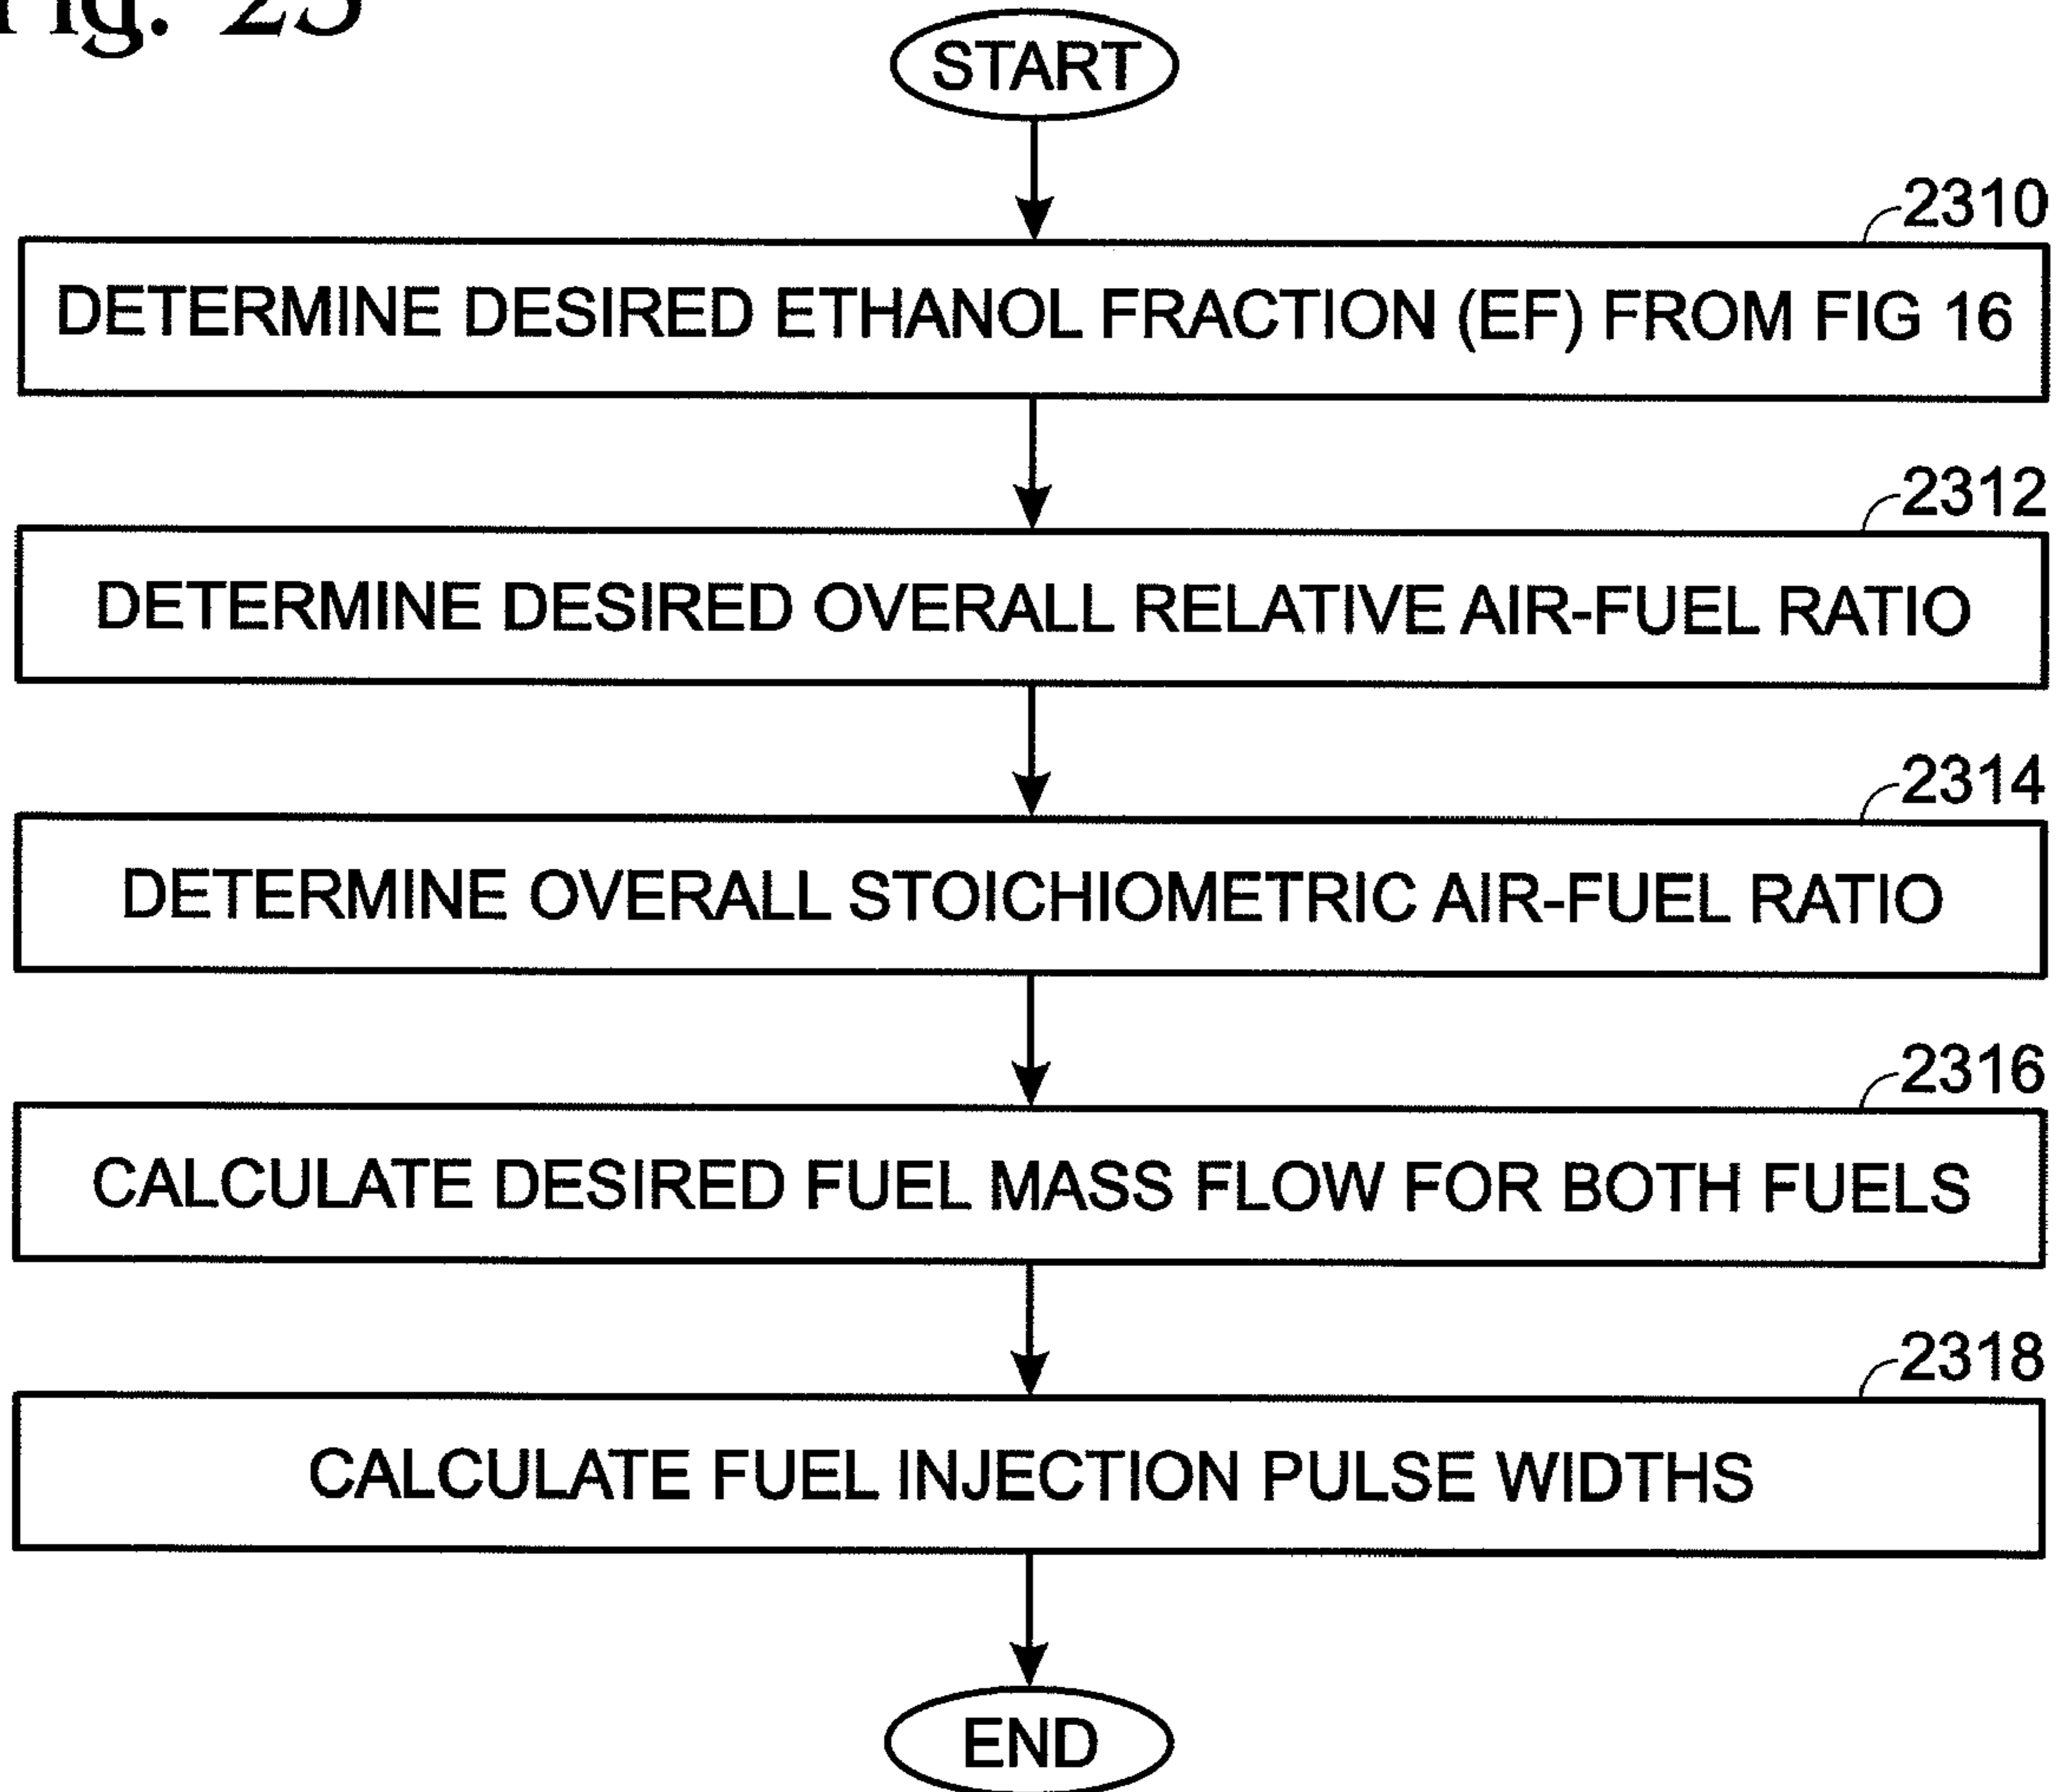 Fig. 23
START
2310
DETERMINE DESIRED ETHANOL FRACTION (EF) FROM FIG 16
2312
DETERMINE DESIRED OVERALL RELATIVE AIR-FUEL RATIO
2314
DETERMINE OVERALL STOICHIOMETRIC AIR-FUEL RATIO
2316
CALCULATE DESIRED FUEL MASS FLOW FOR BOTH FUELS
2318
CALCULATE FUEL INJECTION PULSE WIDTHS
END